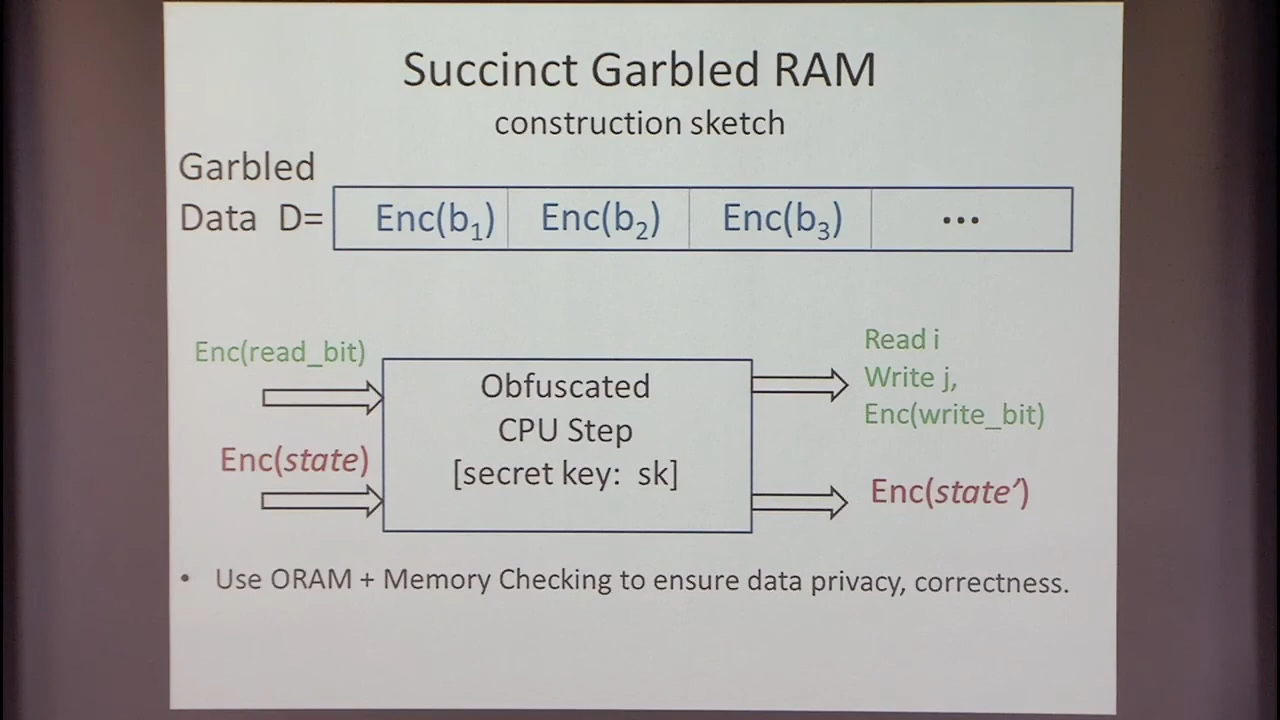 Succinct Garbled RAM
construction sketch
Garbled
Data D=
Enc(b₁) Enc(b₂) Enc(b₃) •••
Enc(read_bit)
Enc(state)
Obfuscated
CPU Step
[secret key: sk]
Read i
Write j,
Enc(write_bit)
Enc(state′)
• Use ORAM + Memory Checking to ensure data privacy, correctness.